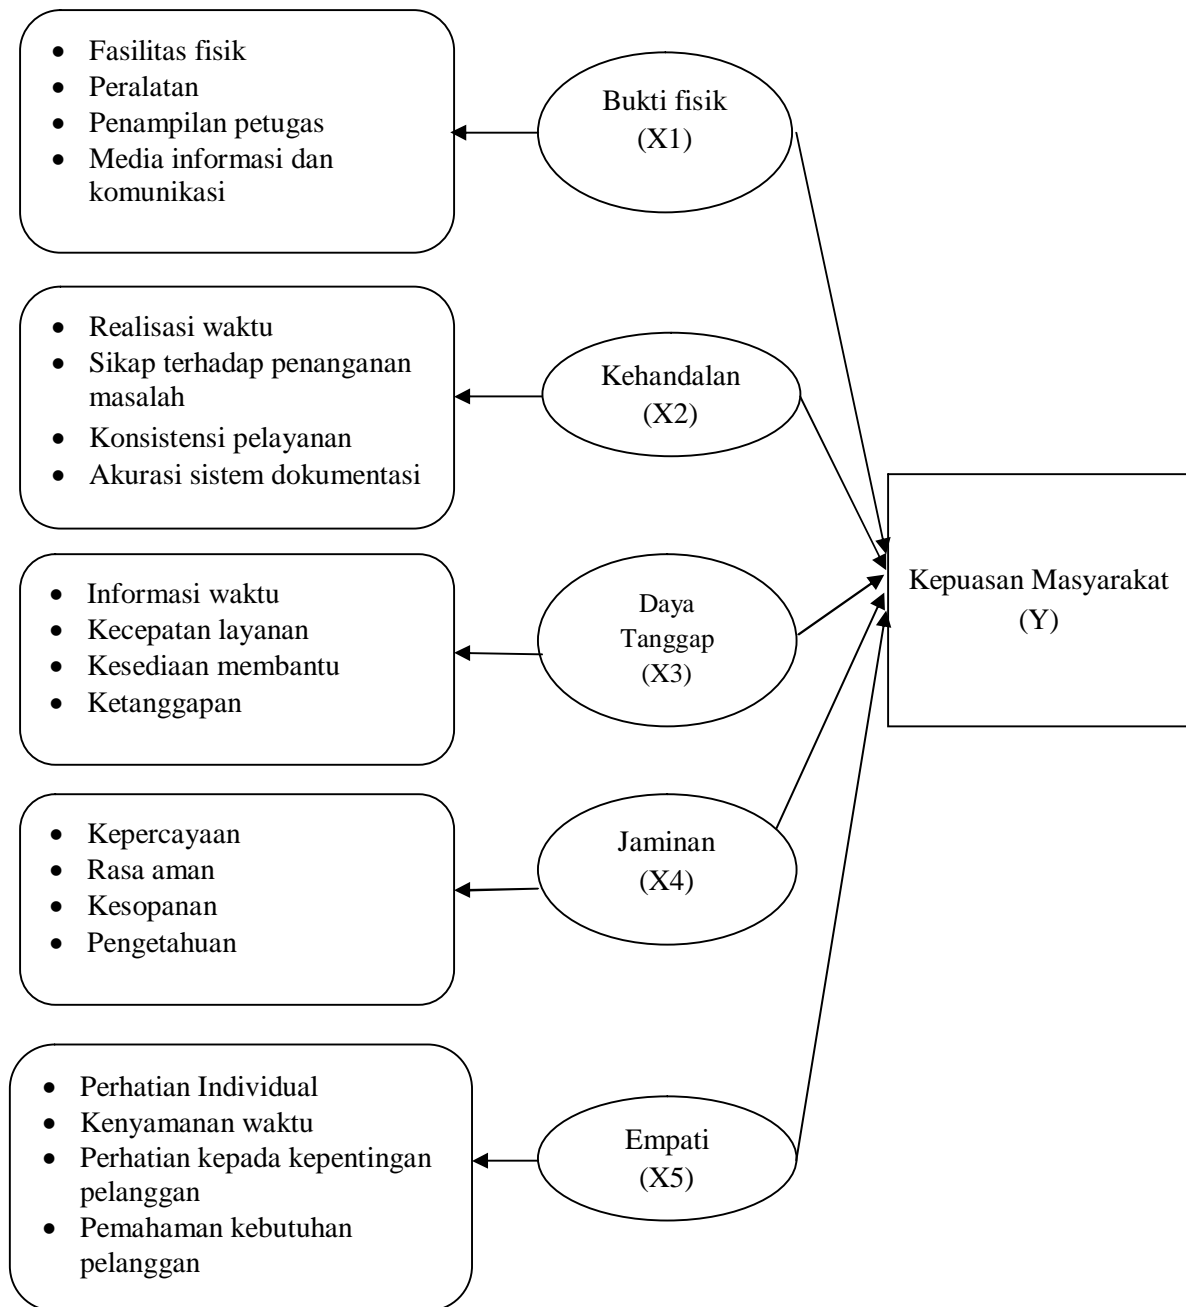 • Fasilitas fisik
• Peralatan
• Penampilan petugas
• Media informasi dan
komunikasi
Bukti fisik
(X1)
• Realisasi waktu
• Sikap terhadap penanganan
masalah
• Konsistensi pelayanan
• Akurasi sistem dokumentasi
Kehandalan
(X2)
• Informasi waktu
• Kecepatan layanan
• Kesediaan membantu
• Ketanggapan
Daya
Tanggap
(X3)
Kepuasan Masyarakat
(Y)
• Kepercayaan
• Rasa aman
• Kesopanan
• Pengetahuan
Jaminan
(X4)
• Perhatian Individual
• Kenyamanan waktu
• Perhatian kepada kepentingan
pelanggan
• Pemahaman kebutuhan
pelanggan
Empati
(X5)